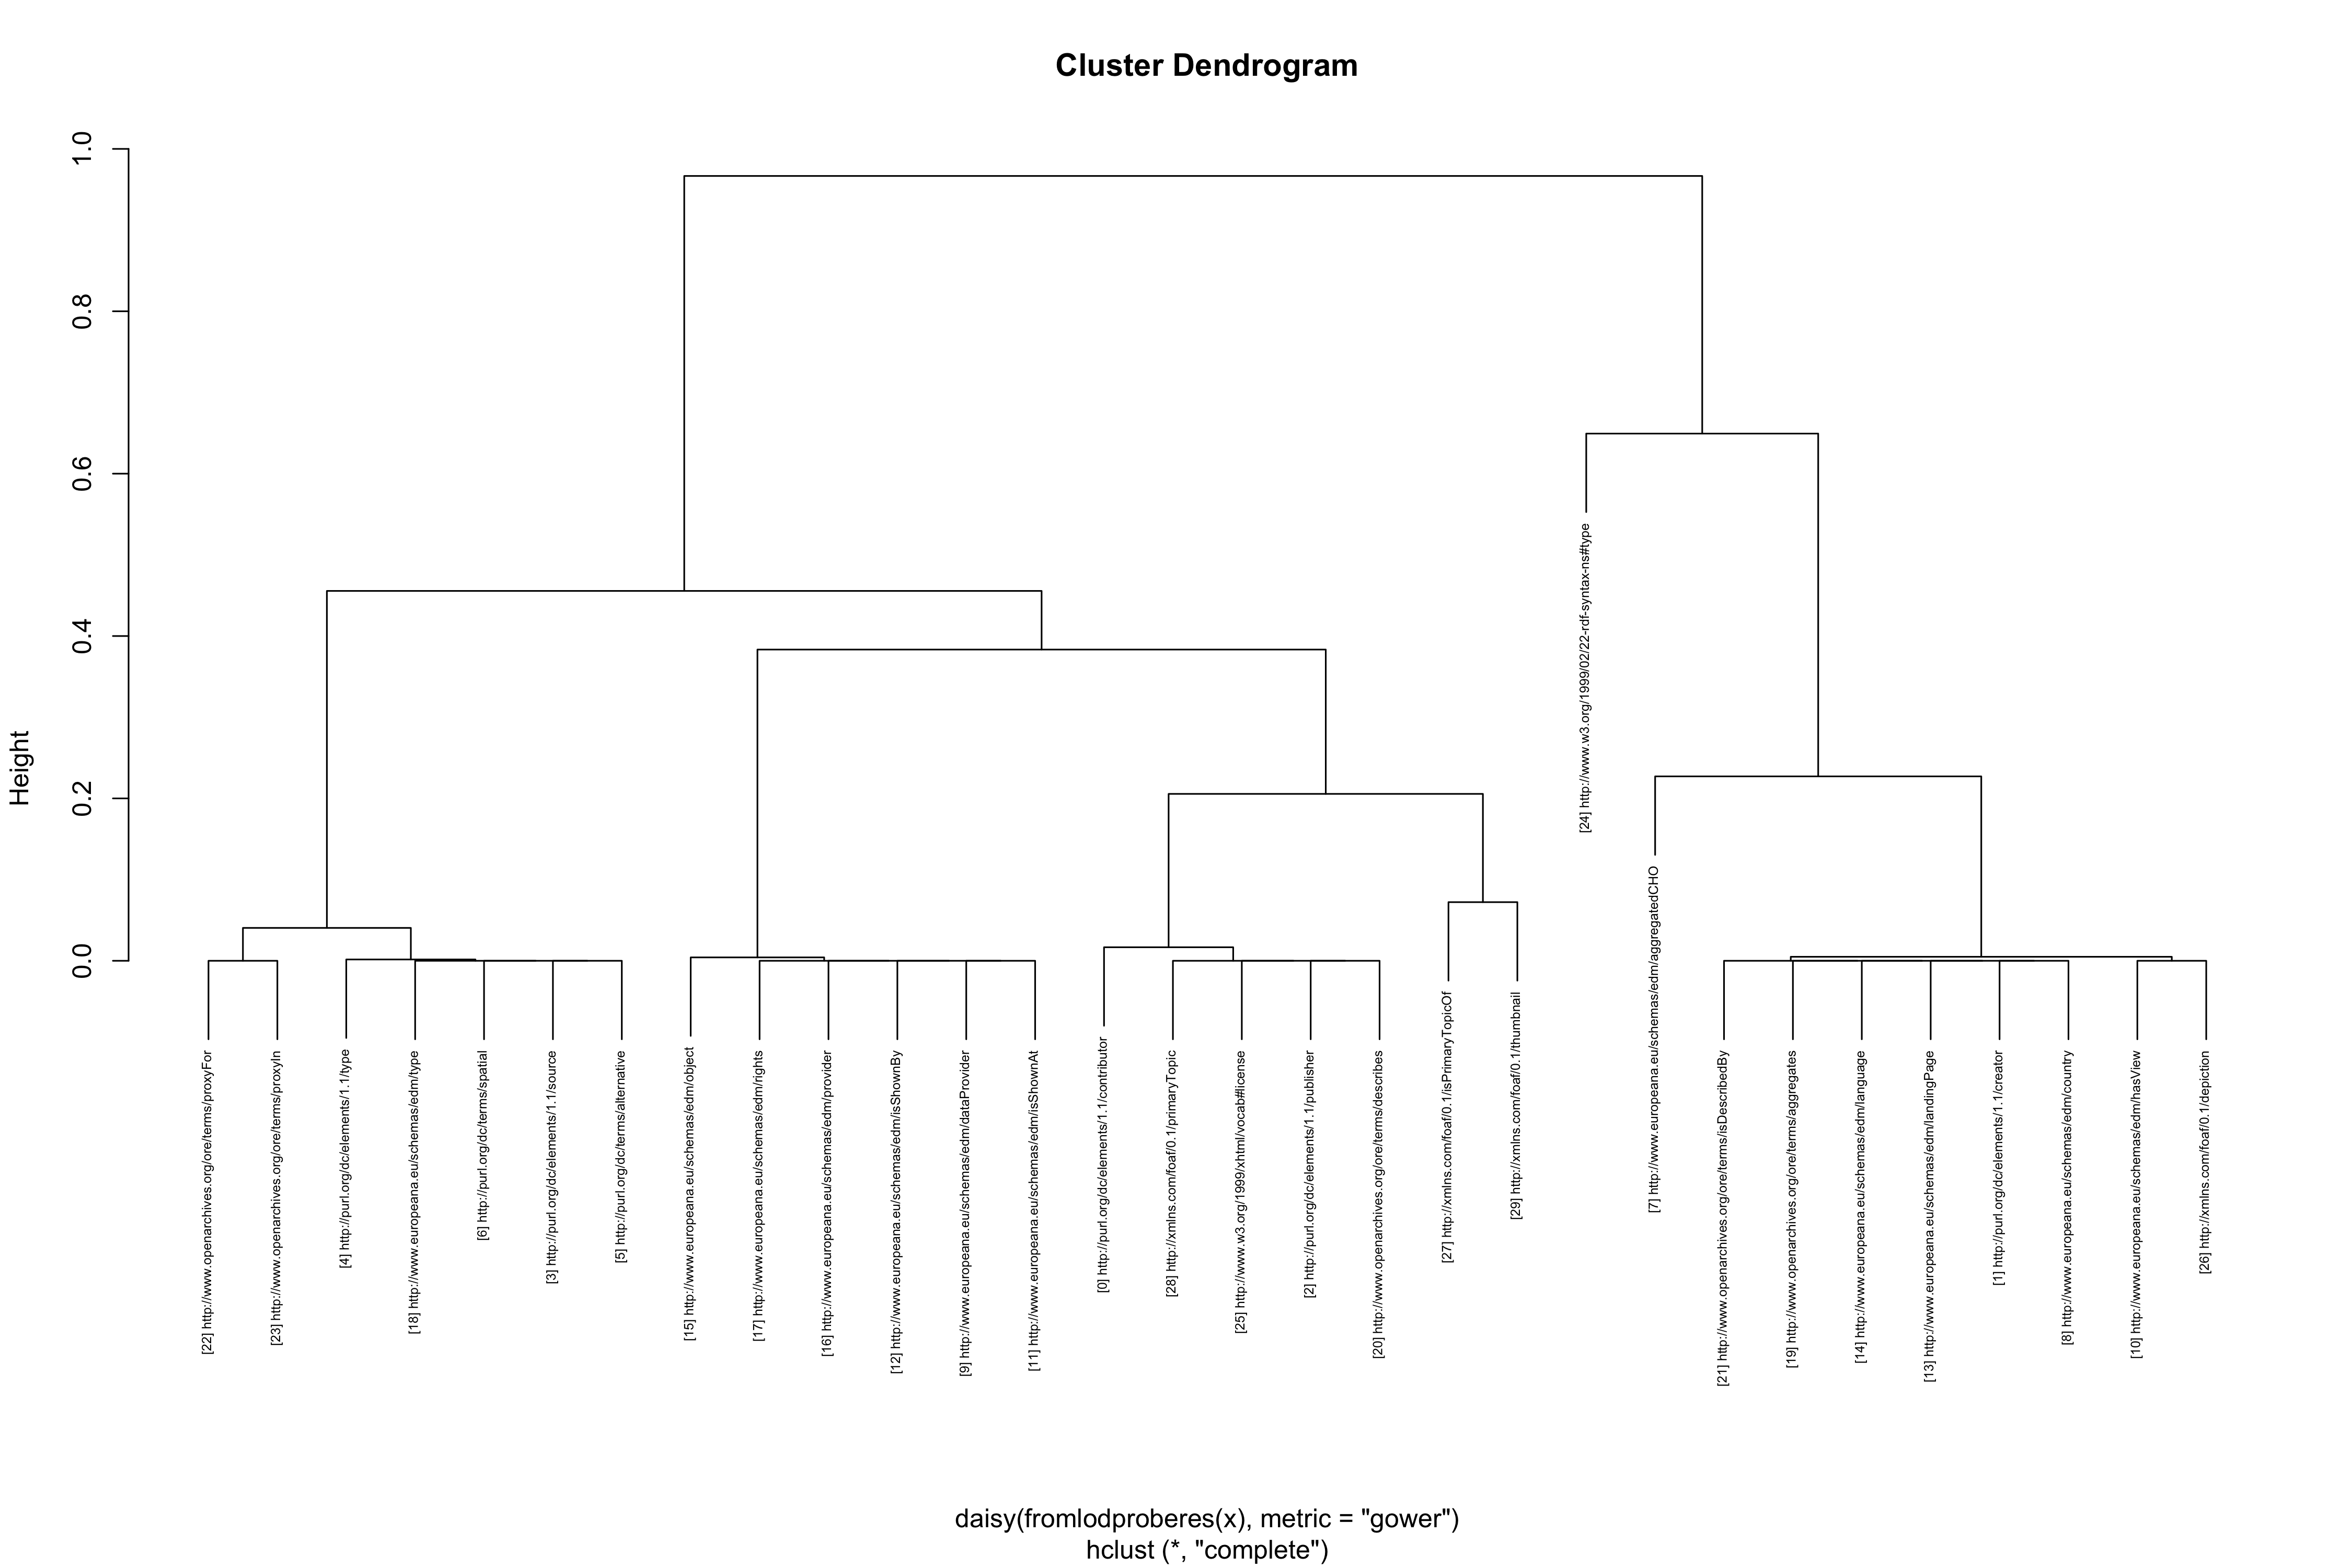 Cluster Dendrogram
Height
1.0
0.8
0.6
0.4
0.2
0.0
[22] http://www.openarchives.org/ore/terms/proxyFor
[23] http://www.openarchives.org/ore/terms/proxyIn
[4] http://purl.org/dc/elements/1.1/type
[18] http://www.europeana.eu/schemas/edm/type
[6] http://purl.org/dc/terms/spatial
[3] http://purl.org/dc/elements/1.1/source
[5] http://purl.org/dc/terms/alternative
[15] http://www.europeana.eu/schemas/edm/object
[17] http://www.europeana.eu/schemas/edm/rights
[16] http://www.europeana.eu/schemas/edm/provider
[12] http://www.europeana.eu/schemas/edm/isShownBy
[9] http://www.europeana.eu/schemas/edm/dataProvider
[11] http://www.europeana.eu/schemas/edm/isShownAt
[0] http://purl.org/dc/elements/1.1/contributor
[28] http://xmlns.com/foaf/0.1/primaryTopic
[25] http://www.w3.org/1999/xhtml/vocab#license
[2] http://purl.org/dc/elements/1.1/publisher
[20] http://www.openarchives.org/ore/terms/describes
[27] http://xmlns.com/foaf/0.1/isPrimaryTopicOf
[29] http://xmlns.com/foaf/0.1/thumbnail
[24] http://www.w3.org/1999/02/22-rdf-syntax-ns#type
[7] http://www.europeana.eu/schemas/edm/aggregatedCHO
[21] http://www.openarchives.org/ore/terms/isDescribedBy
[19] http://www.openarchives.org/ore/terms/aggregates
[14] http://www.europeana.eu/schemas/edm/language
[13] http://www.europeana.eu/schemas/edm/landingPage
[1] http://purl.org/dc/elements/1.1/creator
[8] http://www.europeana.eu/schemas/edm/country
[10] http://www.europeana.eu/schemas/edm/hasView
[26] http://xmlns.com/foaf/0.1/depiction
daisy(fromlodproberes(x), metric = "gower")
hclust (*, "complete")